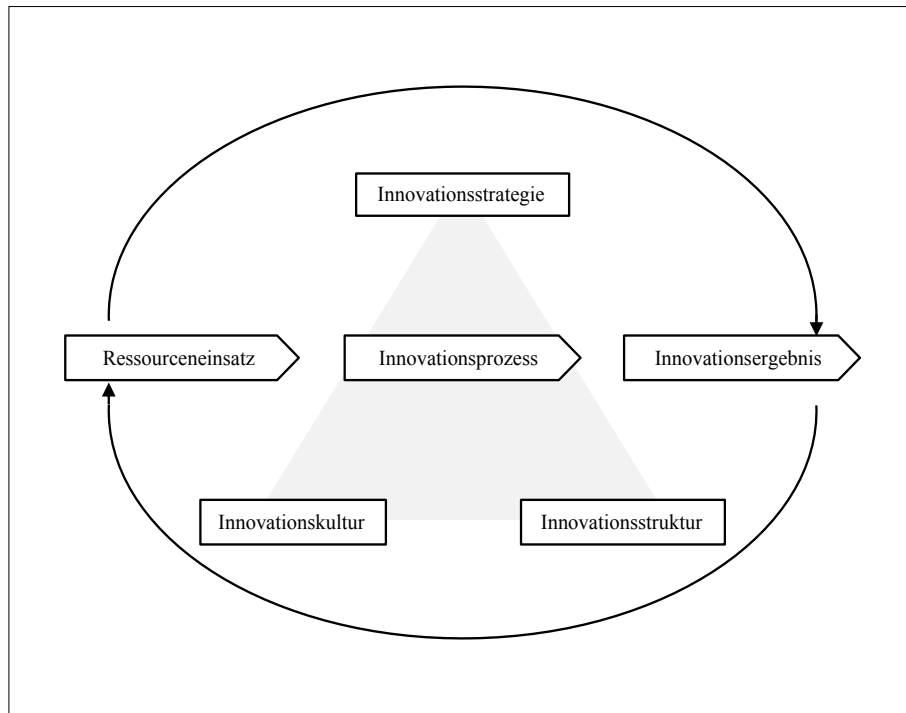 Innovationsstrategie
Ressourceneinsatz
Innovationsprozess
Innovationsergebnis
Innovationskultur
Innovationsstruktur